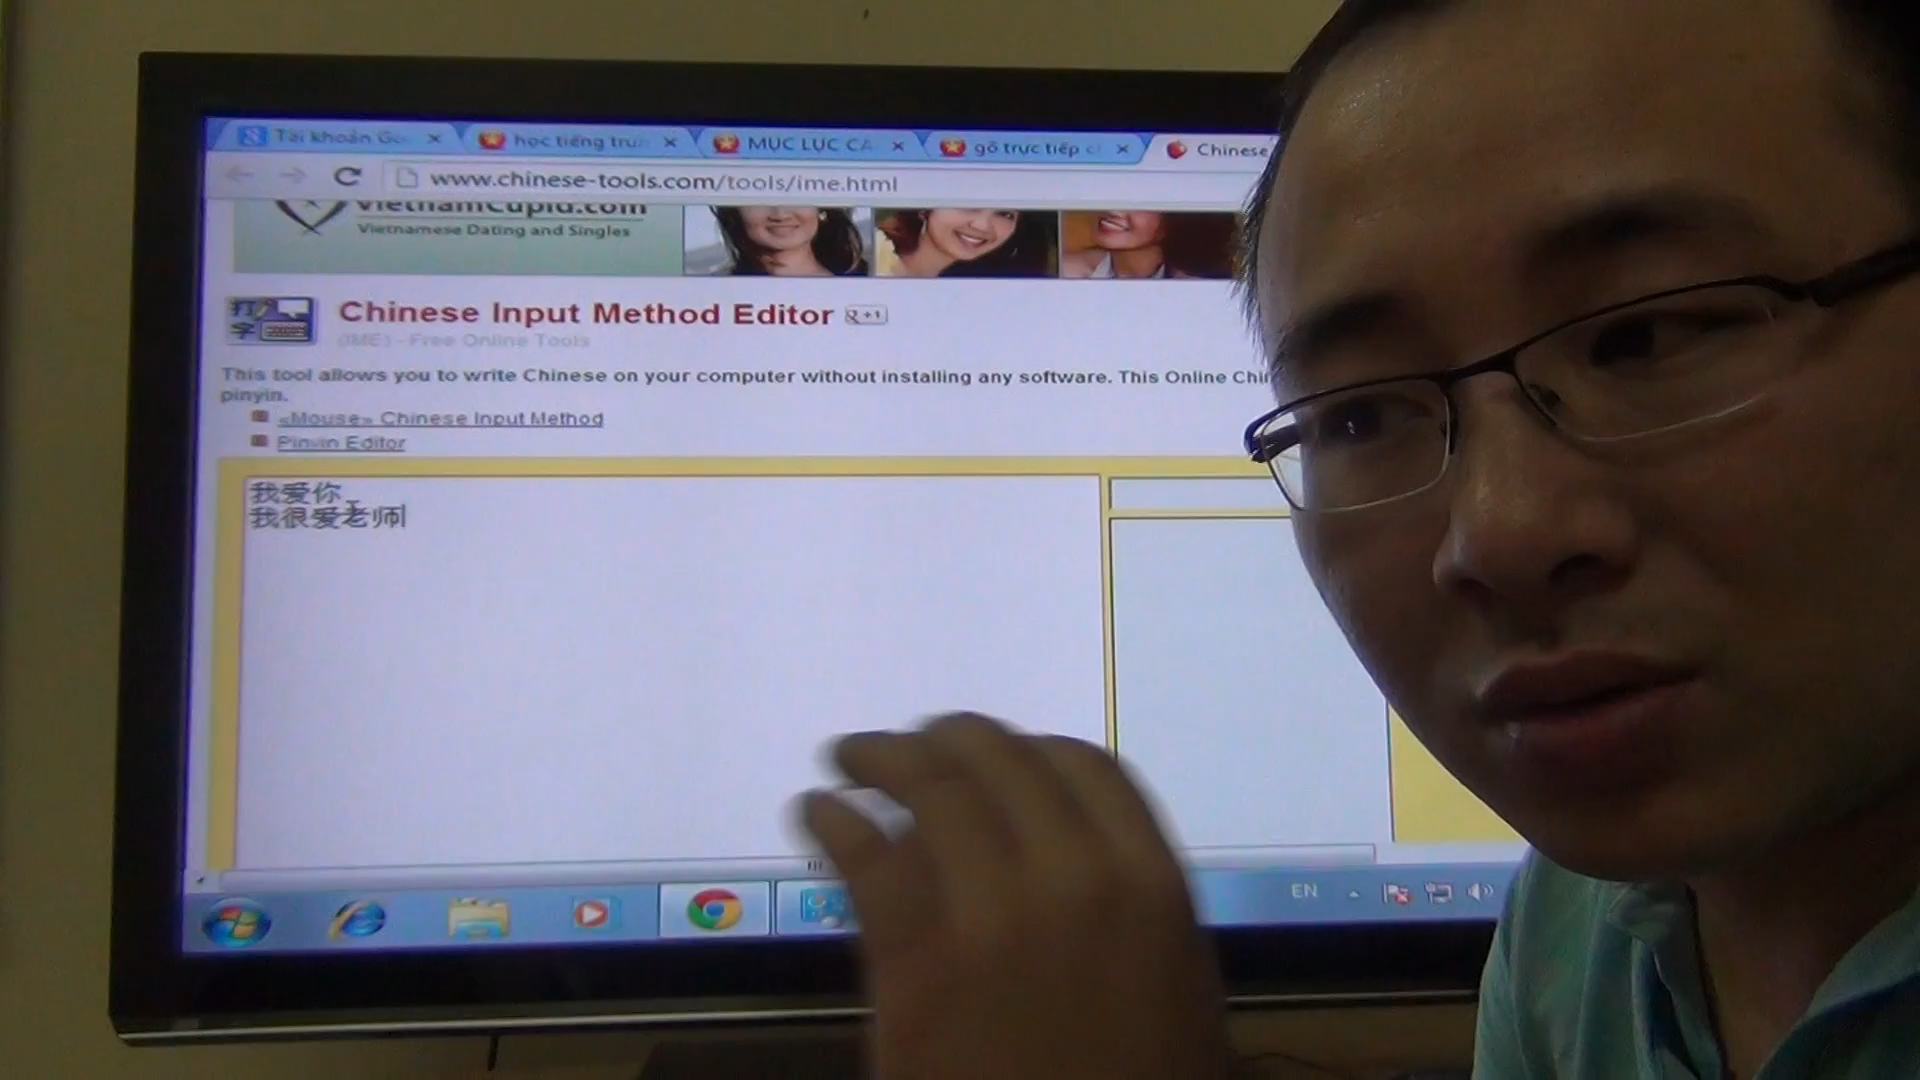 Tài khoản Go
học tiếng trun
MỤC LỤC CA
gõ trực tiếp c
Chinese
www.chinese-tools.com/tools/ime.html
VietnamCupid.com
Vietnamese Dating and Singles
打
字
Chinese Input Method Editor +1
(IME) - Free Online Tools
This tool allows you to write Chinese on your computer without installing any software. This Online Chi
pinyin.
«Mouse» Chinese Input Method
Pinyin Editor
我爱你
我很爱老师
EN